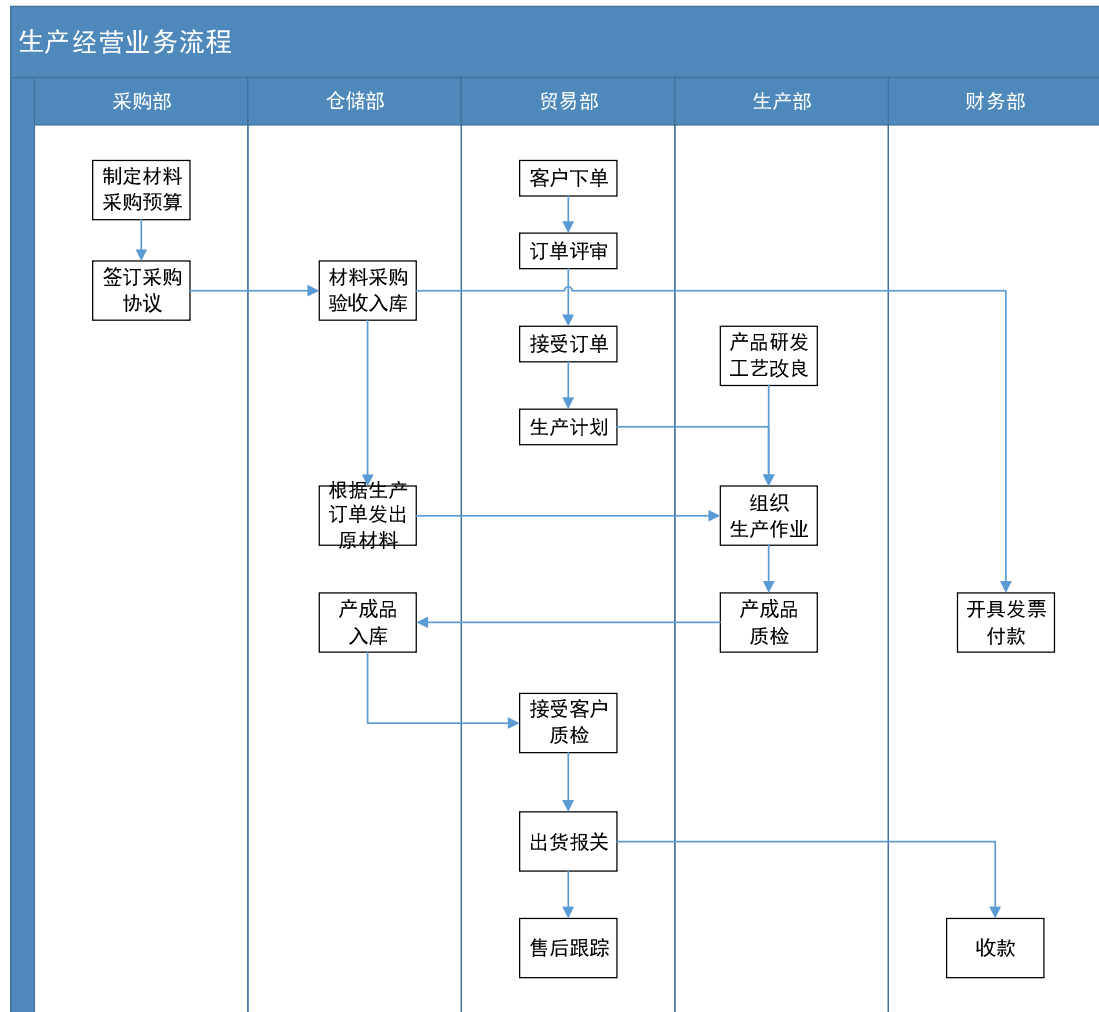 生产经营业务流程
采购部
仓储部
贸易部
生产部
财务部
制定材料
采购预算
客户下单
订单评审
签订采购
协议
材料采购
验收入库
接受订单
产品研发
工艺改良
生产计划
根据生产
订单发出
原材料
组织
生产作业
产成品
入库
产成品
质检
开具发票
付款
接受客户
质检
出货报关
售后跟踪
收款